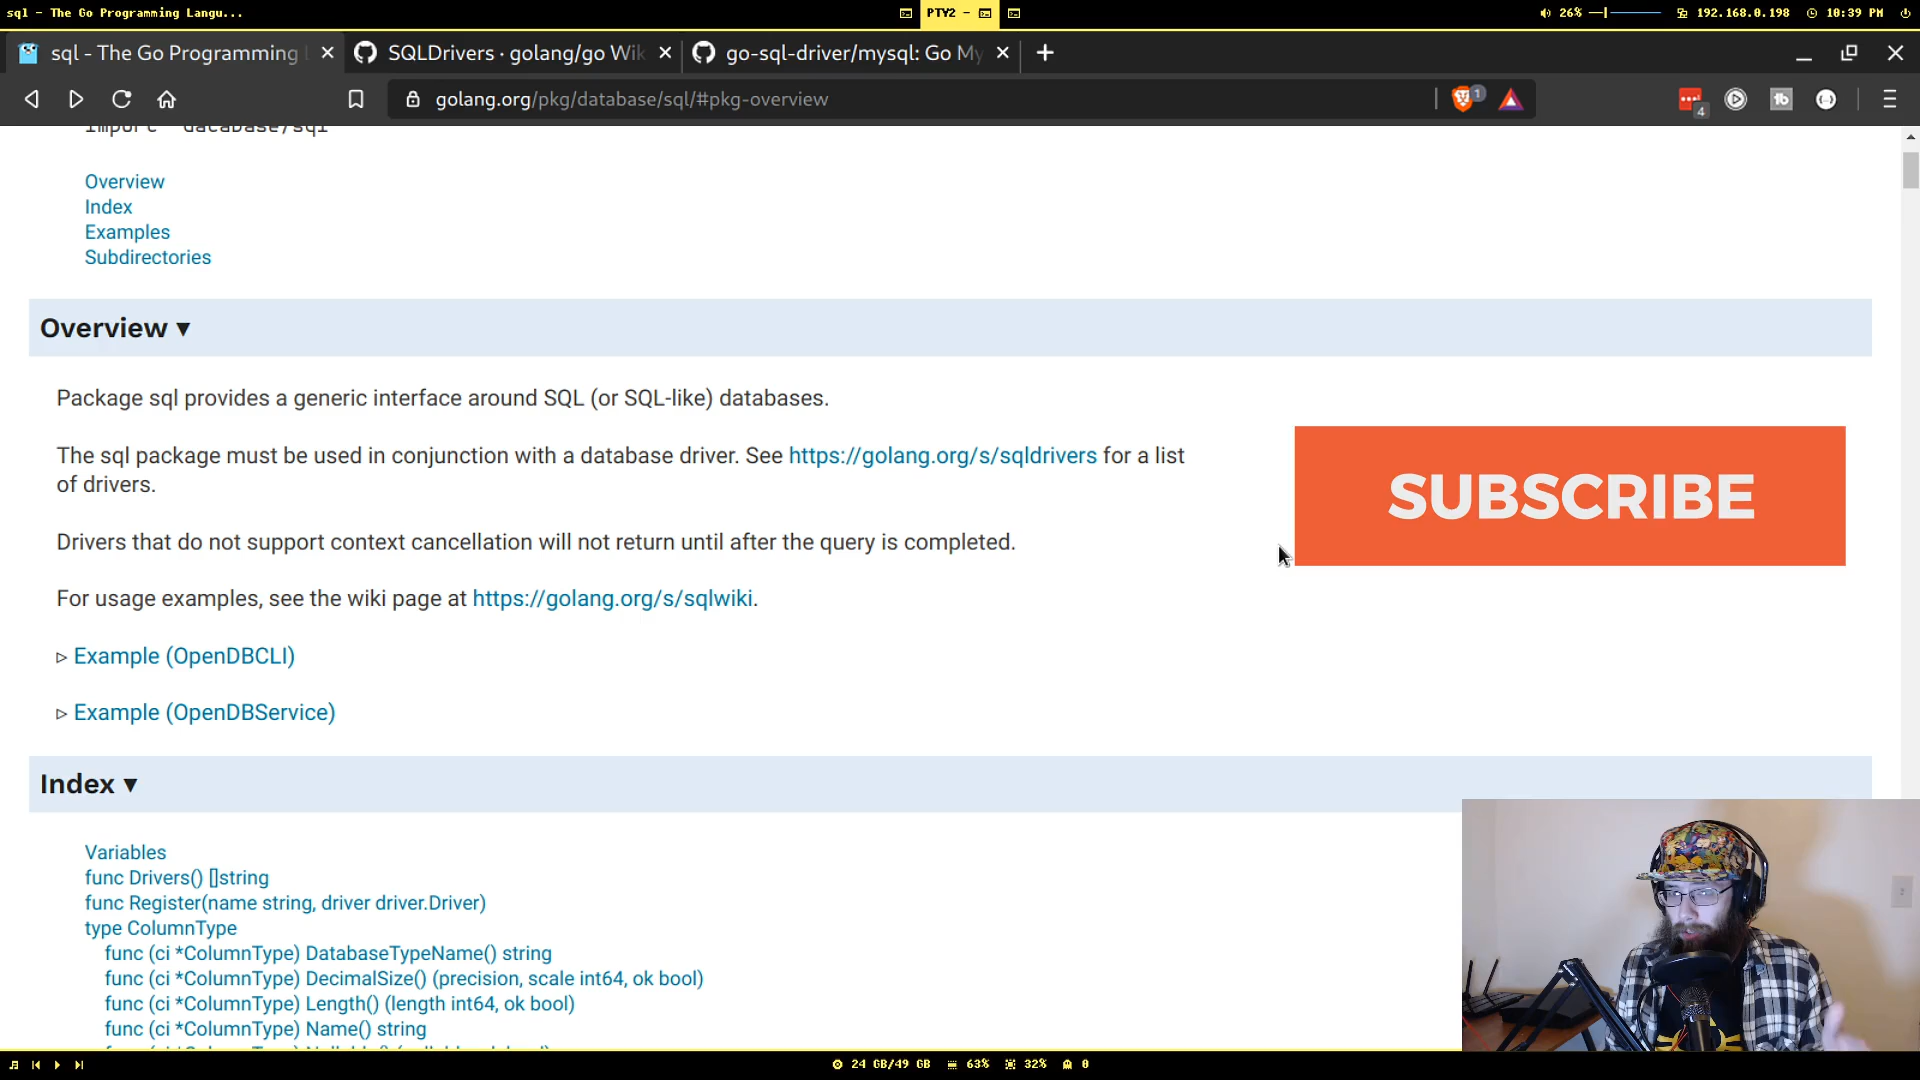 sql - The Go Programming Langu...
PTY2 -
26%
192.168.0.198
10:39 PM
sql - The Go Programming
SQLDrivers · golang/go Wik
go-sql-driver/mysql: Go My
golang.org/pkg/database/sql/#pkg-overview
1
4
import "database/sql"
Overview
Index
Examples
Subdirectories
Overview ▾
Package sql provides a generic interface around SQL (or SQL-like) databases.
The sql package must be used in conjunction with a database driver. See https://golang.org/s/sqldrivers for a list
of drivers.
SUBSCRIBE
Drivers that do not support context cancellation will not return until after the query is completed.
For usage examples, see the wiki page at https://golang.org/s/sqlwiki.
▹ Example (OpenDBCLI)
▹ Example (OpenDBService)
Index ▾
Variables
func Drivers() []string
func Register(name string, driver driver.Driver)
type ColumnType
func (ci *ColumnType) DatabaseTypeName() string
func (ci *ColumnType) DecimalSize() (precision, scale int64, ok bool)
func (ci *ColumnType) Length() (length int64, ok bool)
func (ci *ColumnType) Name() string
24 GB/49 GB
63%
32%
0